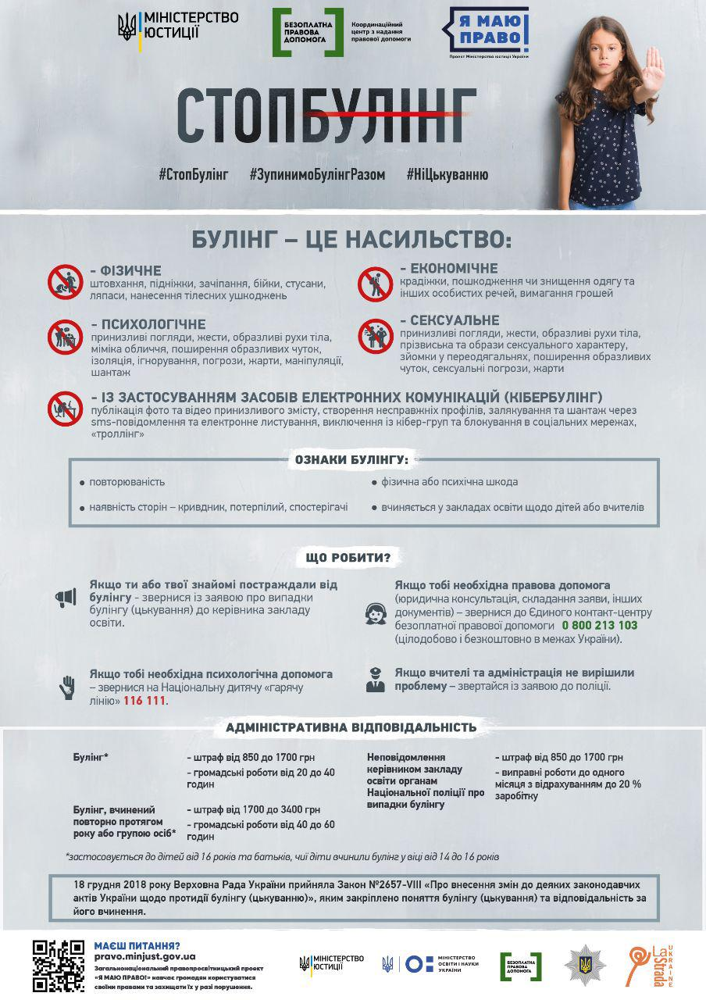 МІНІСТЕРСТВО
ЮСТИЦІЇ
БЕЗОПЛАТНА
ПРАВОВА
ДОПОМОГА
Координаційний
центр з надання
правової допомоги
Я МАЮ
ПРАВО!
Проект Міністерства юстиції України
СТОПБУЛІНГ
#СтопБулінг #ЗупинимоБулінгРазом #НіЦькуванню
БУЛІНГ – ЦЕ НАСИЛЬСТВО:
- ФІЗИЧНЕ
штовхання, підніжки, зачіпання, бійки, стусани,
ляпаси, нанесення тілесних ушкоджень
- ЕКОНОМІЧНЕ
крадіжки, пошкодження чи знищення одягу та
інших особистих речей, вимагання грошей
- ПСИХОЛОГІЧНЕ
принизливі погляди, жести, образливі рухи тіла,
міміка обличчя, поширення образливих чуток,
ізоляція, ігнорування, погрози, жарти, маніпуляції,
шантаж
- СЕКСУАЛЬНЕ
принизливі погляди, жести, образливі рухи тіла,
прізвиська та образи сексуального характеру,
зйомки у переодягальнях, поширення образливих
чуток, сексуальні погрози, жарти
- ІЗ ЗАСТОСУВАННЯМ ЗАСОБІВ ЕЛЕКТРОННИХ КОМУНІКАЦІЙ (КІБЕРБУЛІНГ)
публікація фото та відео принизливого змісту, створення несправжніх профілів, залякування та шантаж через
sms-повідомлення та електронне листування, виключення із кібер-груп та блокування в соціальних мережах,
«троллінг»
ОЗНАКИ БУЛІНГУ:
• повторюваність
• фізична або психічна шкода
• наявність сторін – кривдник, потерпілий, спостерігачі
• вчиняється у закладах освіти щодо дітей або вчителів
ЩО РОБИТИ?
Якщо ти або твої знайомі постраждали від
булінгу - звернися із заявою про випадки
булінгу (цькування) до керівника закладу
освіти.
Якщо тобі необхідна правова допомога
(юридична консультація, складання заяви, інших
документів) – звернися до Єдиного контакт-центру
безоплатної правової допомоги 0 800 213 103
(цілодобово і безкоштовно в межах України).
Якщо тобі необхідна психологічна допомога
– звернися на Національну дитячу «гарячу
лінію» 116 111.
Якщо вчителі та адміністрація не вирішили
проблему – звертайся із заявою до поліції.
АДМІНІСТРАТИВНА ВІДПОВІДАЛЬНІСТЬ
Булінг*
- штраф від 850 до 1700 грн
- громадські роботи від 20 до 40
годин
Булінг, вчинений
повторно протягом
року або групою осіб*
- штраф від 1700 до 3400 грн
- громадські роботи від 40 до 60
годин
Неповідомлення
керівником закладу
освіти органам
Національної поліції про
випадки булінгу
- штраф від 850 до 1700 грн
- виправні роботи до одного
місяця з відрахуванням до 20 %
заробітку
*застосовується до дітей від 16 років та батьків, чиї діти вчинили булінг у віці від 14 до 16 років
18 грудня 2018 року Верховна Рада України прийняла Закон №2657-VIII «Про внесення змін до деяких законодавчих
актів України щодо протидії булінгу (цькуванню)», яким закріплено поняття булінгу (цькування) та відповідальність за
його вчинення.
МАЄШ ПИТАННЯ?
pravo.minjust.gov.ua
Загальнонаціональний правопросвітницький проект
«Я МАЮ ПРАВО!» навчає громадян користуватися
своїми правами та захищати їх у разі порушення.
МІНІСТЕРСТВО
ЮСТИЦІЇ
МІНІСТЕРСТВО
ОСВІТИ І НАУКИ
УКРАЇНИ
БЕЗОПЛАТНА
ПРАВОВА
ДОПОМОГА
La Strada
UKRAINE